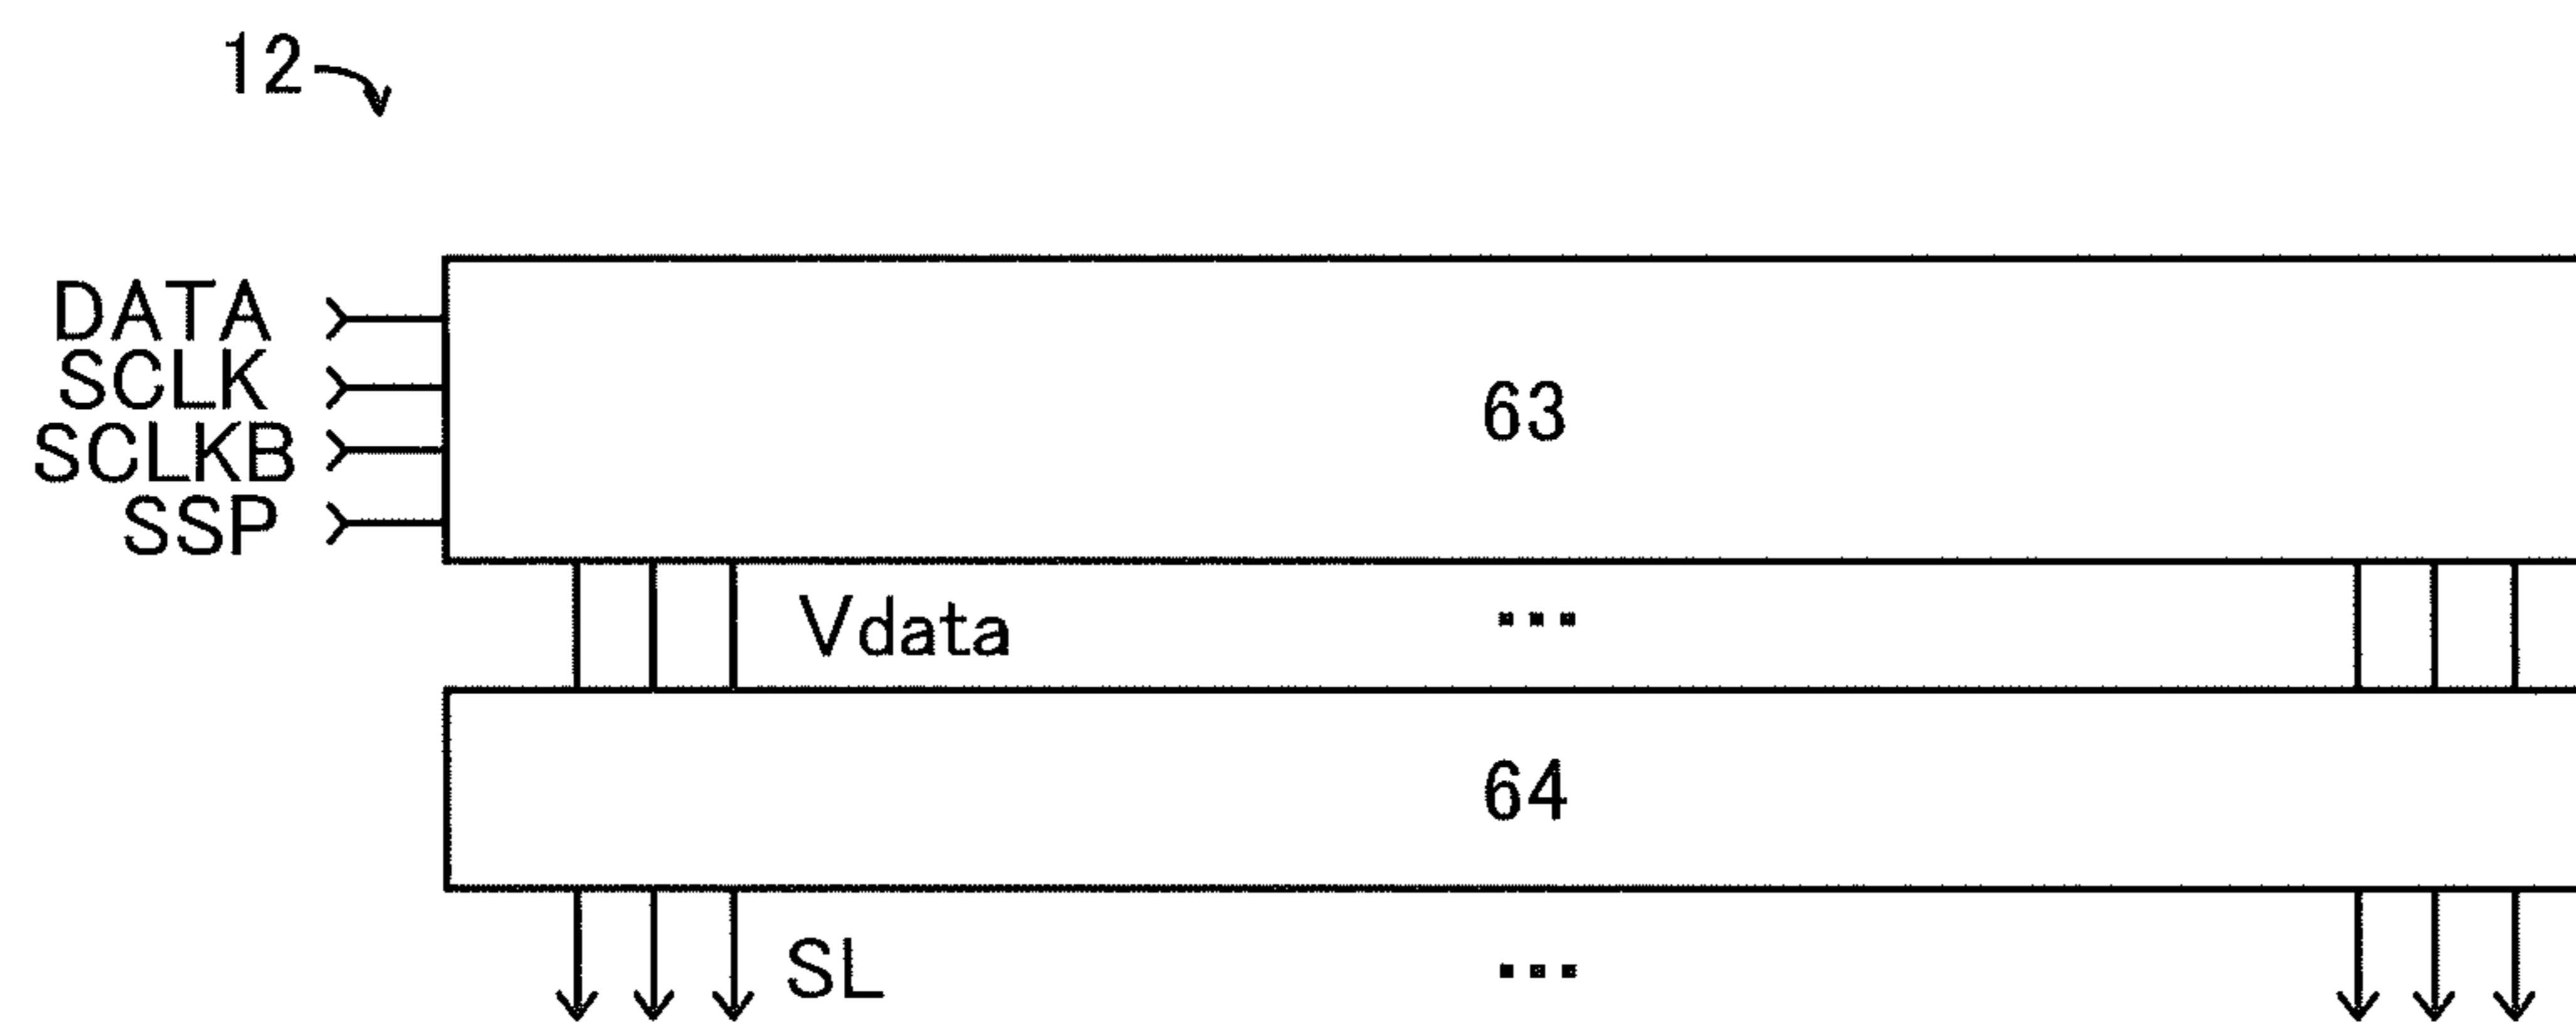 12
DATA
SCLK
SCLKB
SSP
63
Vdata ...
64
SL ...